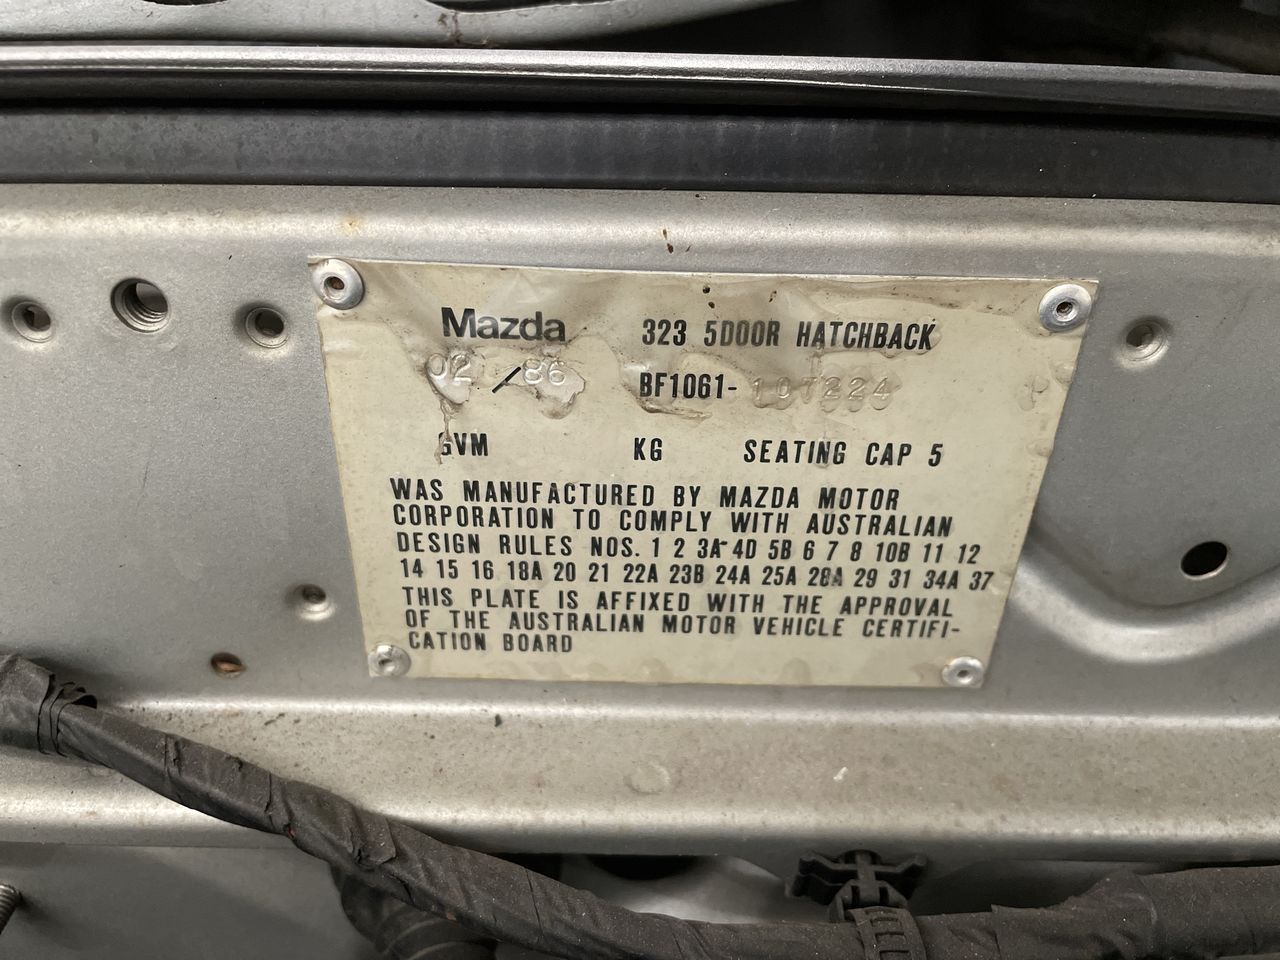 Mazda 323 5DOOR HATCHBACK
02/86 BF1061-107224
GVM KG SEATING CAP 5
WAS MANUFACTURED BY MAZDA MOTOR
CORPORATION TO COMPLY WITH AUSTRALIAN
DESIGN RULES NOS. 1 2 3A 4D 5B 6 7 8 10B 11 12
14 15 16 18A 20 21 22A 23B 24A 25A 28A 29 31 34A 37
THIS PLATE IS AFFIXED WITH THE APPROVAL
OF THE AUSTRALIAN MOTOR VEHICLE CERTIFI-
CATION BOARD